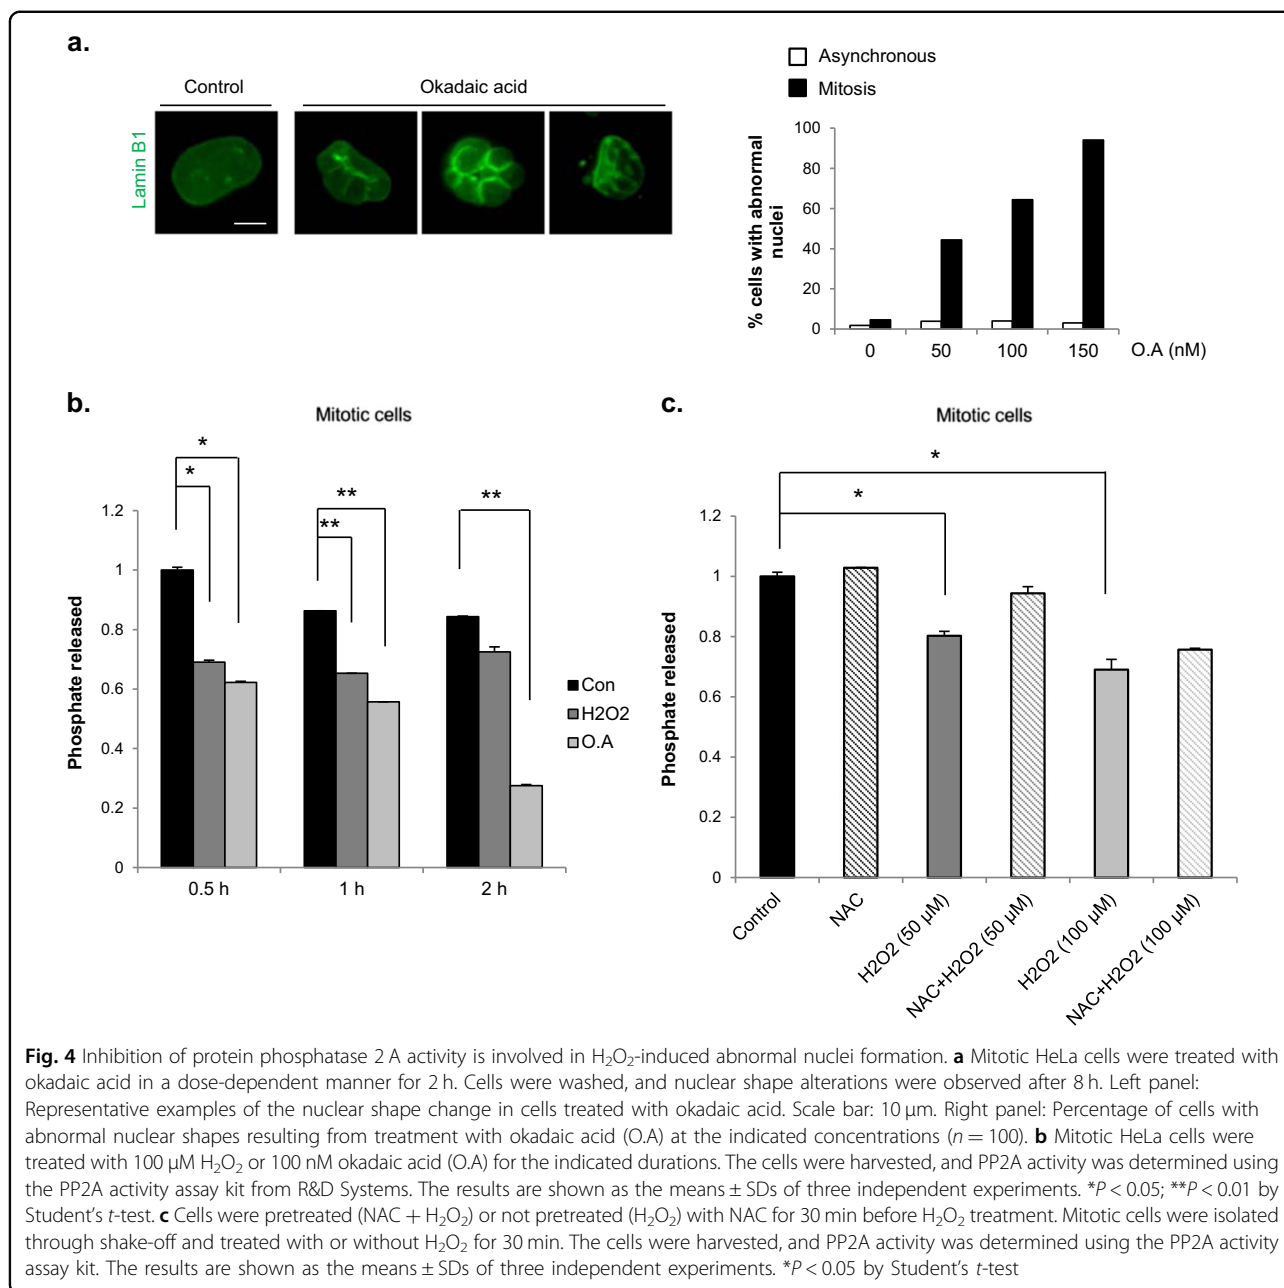 a.
Control
Okadaic acid
Lamin B1
Asynchronous
Mitosis
% cells with abnormal
nuclei
100
80
60
40
20
0
0 50 100 150 O.A (nM)
b.
Mitotic cells
* * ** ** **
Phosphate released
1.2
1
0.8
0.6
0.4
0.2
0
0.5 h 1 h 2 h
Con
H2O2
O.A
c.
Mitotic cells
*
*
Phosphate released
1.2
1
0.8
0.6
0.4
0.2
0
Control
NAC
H2O2 (50 µM)
NAC+H2O2 (50 µM)
H2O2 (100 µM)
NAC+H2O2 (100 µM)
Fig. 4 Inhibition of protein phosphatase 2 A activity is involved in H₂O₂-induced abnormal nuclei formation. a Mitotic HeLa cells were treated with
okadaic acid in a dose-dependent manner for 2 h. Cells were washed, and nuclear shape alterations were observed after 8 h. Left panel:
Representative examples of the nuclear shape change in cells treated with okadaic acid. Scale bar: 10 µm. Right panel: Percentage of cells with
abnormal nuclear shapes resulting from treatment with okadaic acid (O.A) at the indicated concentrations (n = 100). b Mitotic HeLa cells were
treated with 100 µM H₂O₂ or 100 nM okadaic acid (O.A) for the indicated durations. The cells were harvested, and PP2A activity was determined using
the PP2A activity assay kit from R&D Systems. The results are shown as the means ± SDs of three independent experiments. *P < 0.05; **P < 0.01 by
Student's t-test. c Cells were pretreated (NAC + H₂O₂) or not pretreated (H₂O₂) with NAC for 30 min before H₂O₂ treatment. Mitotic cells were isolated
through shake-off and treated with or without H₂O₂ for 30 min. The cells were harvested, and PP2A activity was determined using the PP2A activity
assay kit. The results are shown as the means ± SDs of three independent experiments. *P < 0.05 by Student's t-test